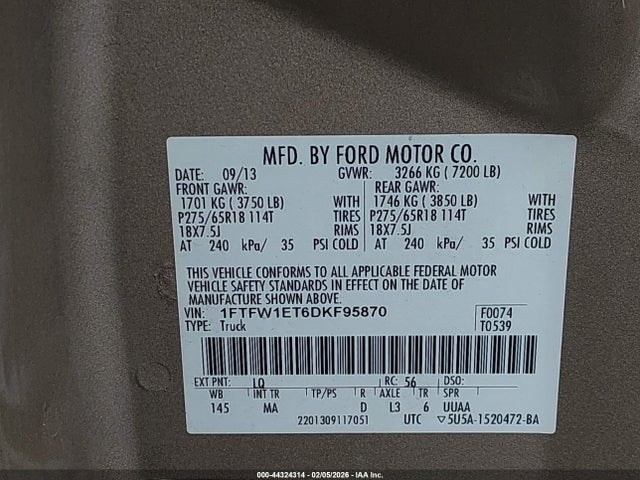 MFD. BY FORD MOTOR CO.
DATE: 09/13 GVWR: 3266 KG ( 7200 LB)
FRONT GAWR: REAR GAWR:
1701 KG ( 3750 LB) WITH 1746 KG ( 3850 LB) WITH
P275/65R18 114T TIRES P275/65R18 114T TIRES
18X7.5J RIMS 18X7.5J RIMS
AT 240 kPa/ 35 PSI COLD AT 240 kPa/ 35 PSI COLD
THIS VEHICLE CONFORMS TO ALL APPLICABLE FEDERAL MOTOR
VEHICLE SAFETY STANDARDS IN EFFECT ON THE DATE OF
MANUFACTURE SHOWN ABOVE.
VIN: 1FTFW1ET6DKF95870 F0074
TYPE: Truck T0539
EXT PNT: LQ RC: 56 DSO:
WB INT TR TP/PS R AXLE TR SPR
145 MA D L3 6 UUAA
2201309117051 UTC ▽5U5A-1520472-BA
000-44324314 - 02/05/2026 - IAA Inc.